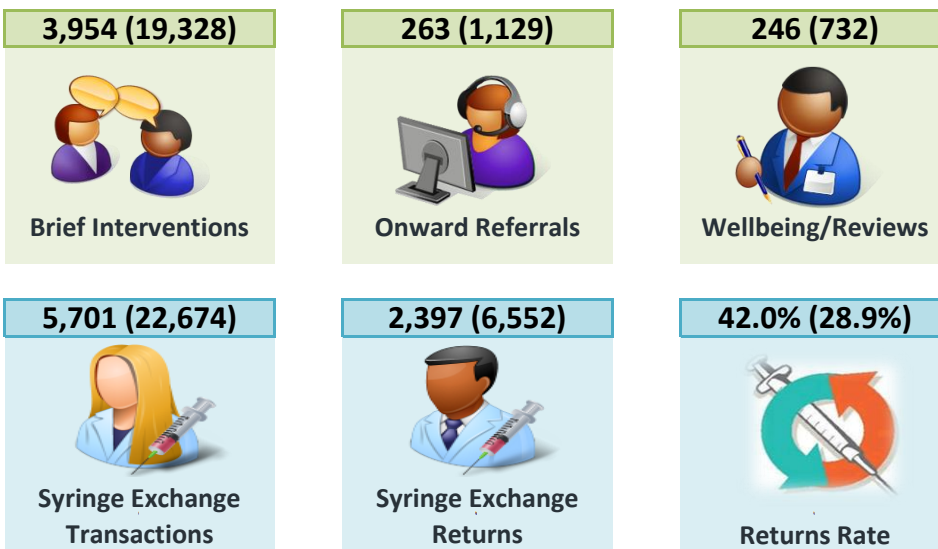 3,954 (19,328)
263 (1,129)
246 (732)
Brief Interventions
Onward Referrals
Wellbeing/Reviews
5,701 (22,674)
2,397 (6,552)
42.0% (28.9%)
Syringe Exchange
Transactions
Syringe Exchange
Returns
Returns Rate